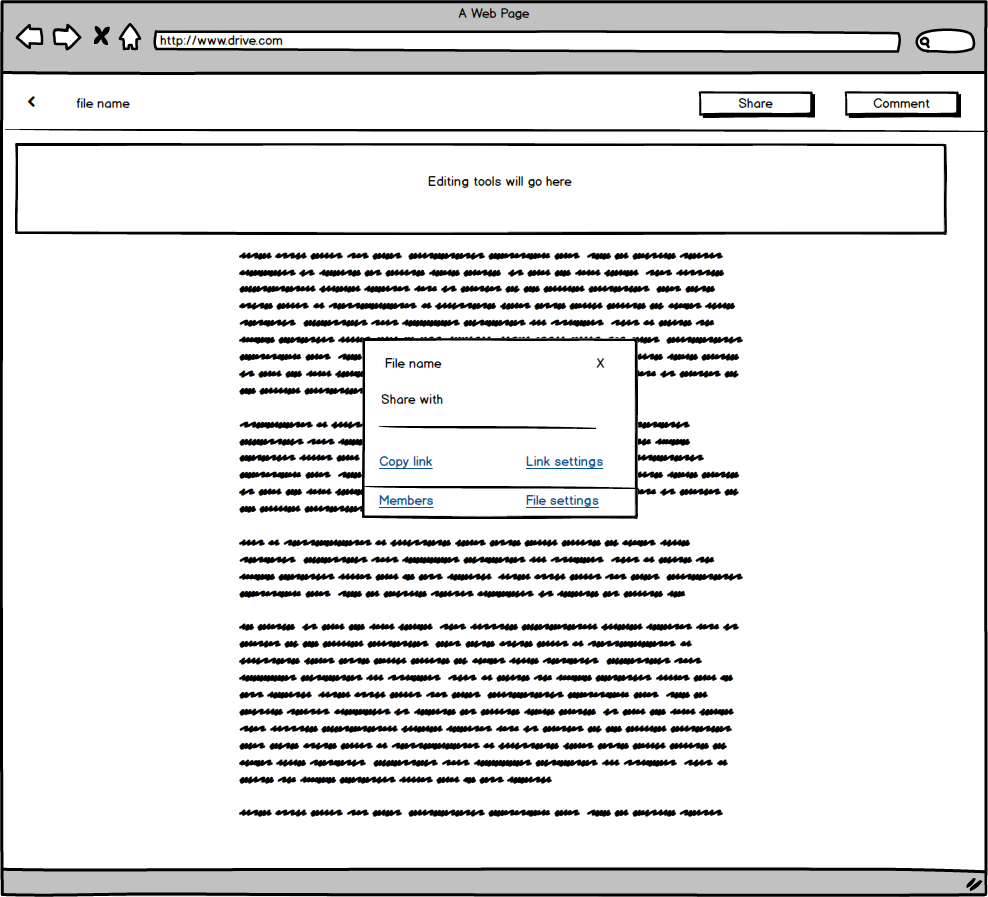 A Web Page
http://www.drive.com
file name
Share
Comment
Editing tools will go here
File name
X
Share with
Copy link
Link settings
Members
File settings